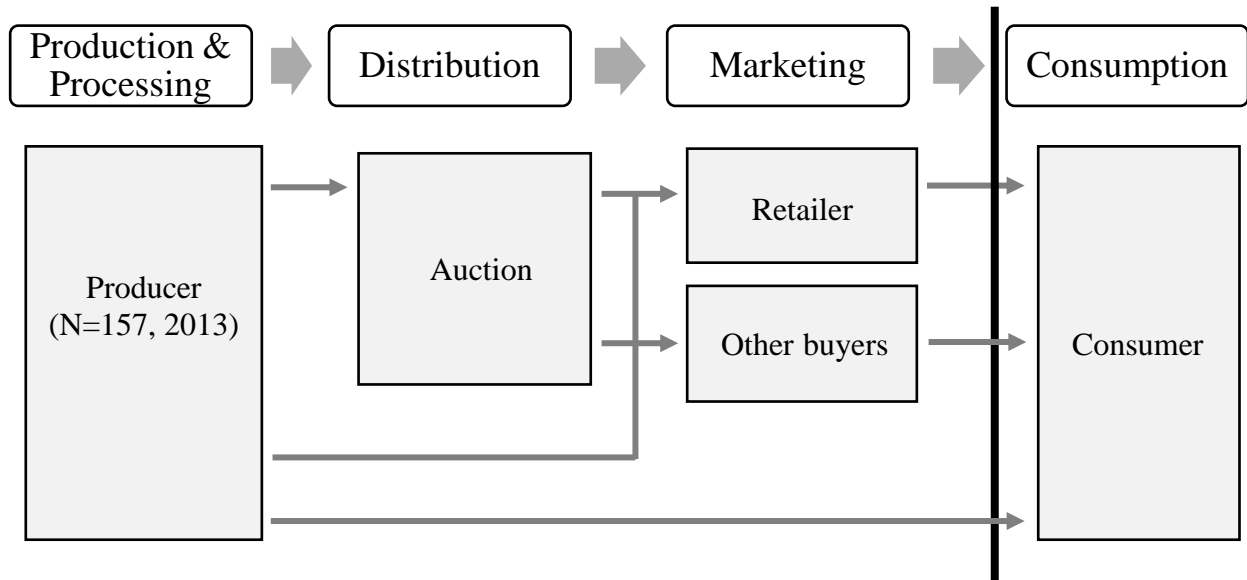 Production &
Processing
Distribution
Marketing
Consumption
Producer
(N=157, 2013)
Auction
Retailer
Other buyers
Consumer